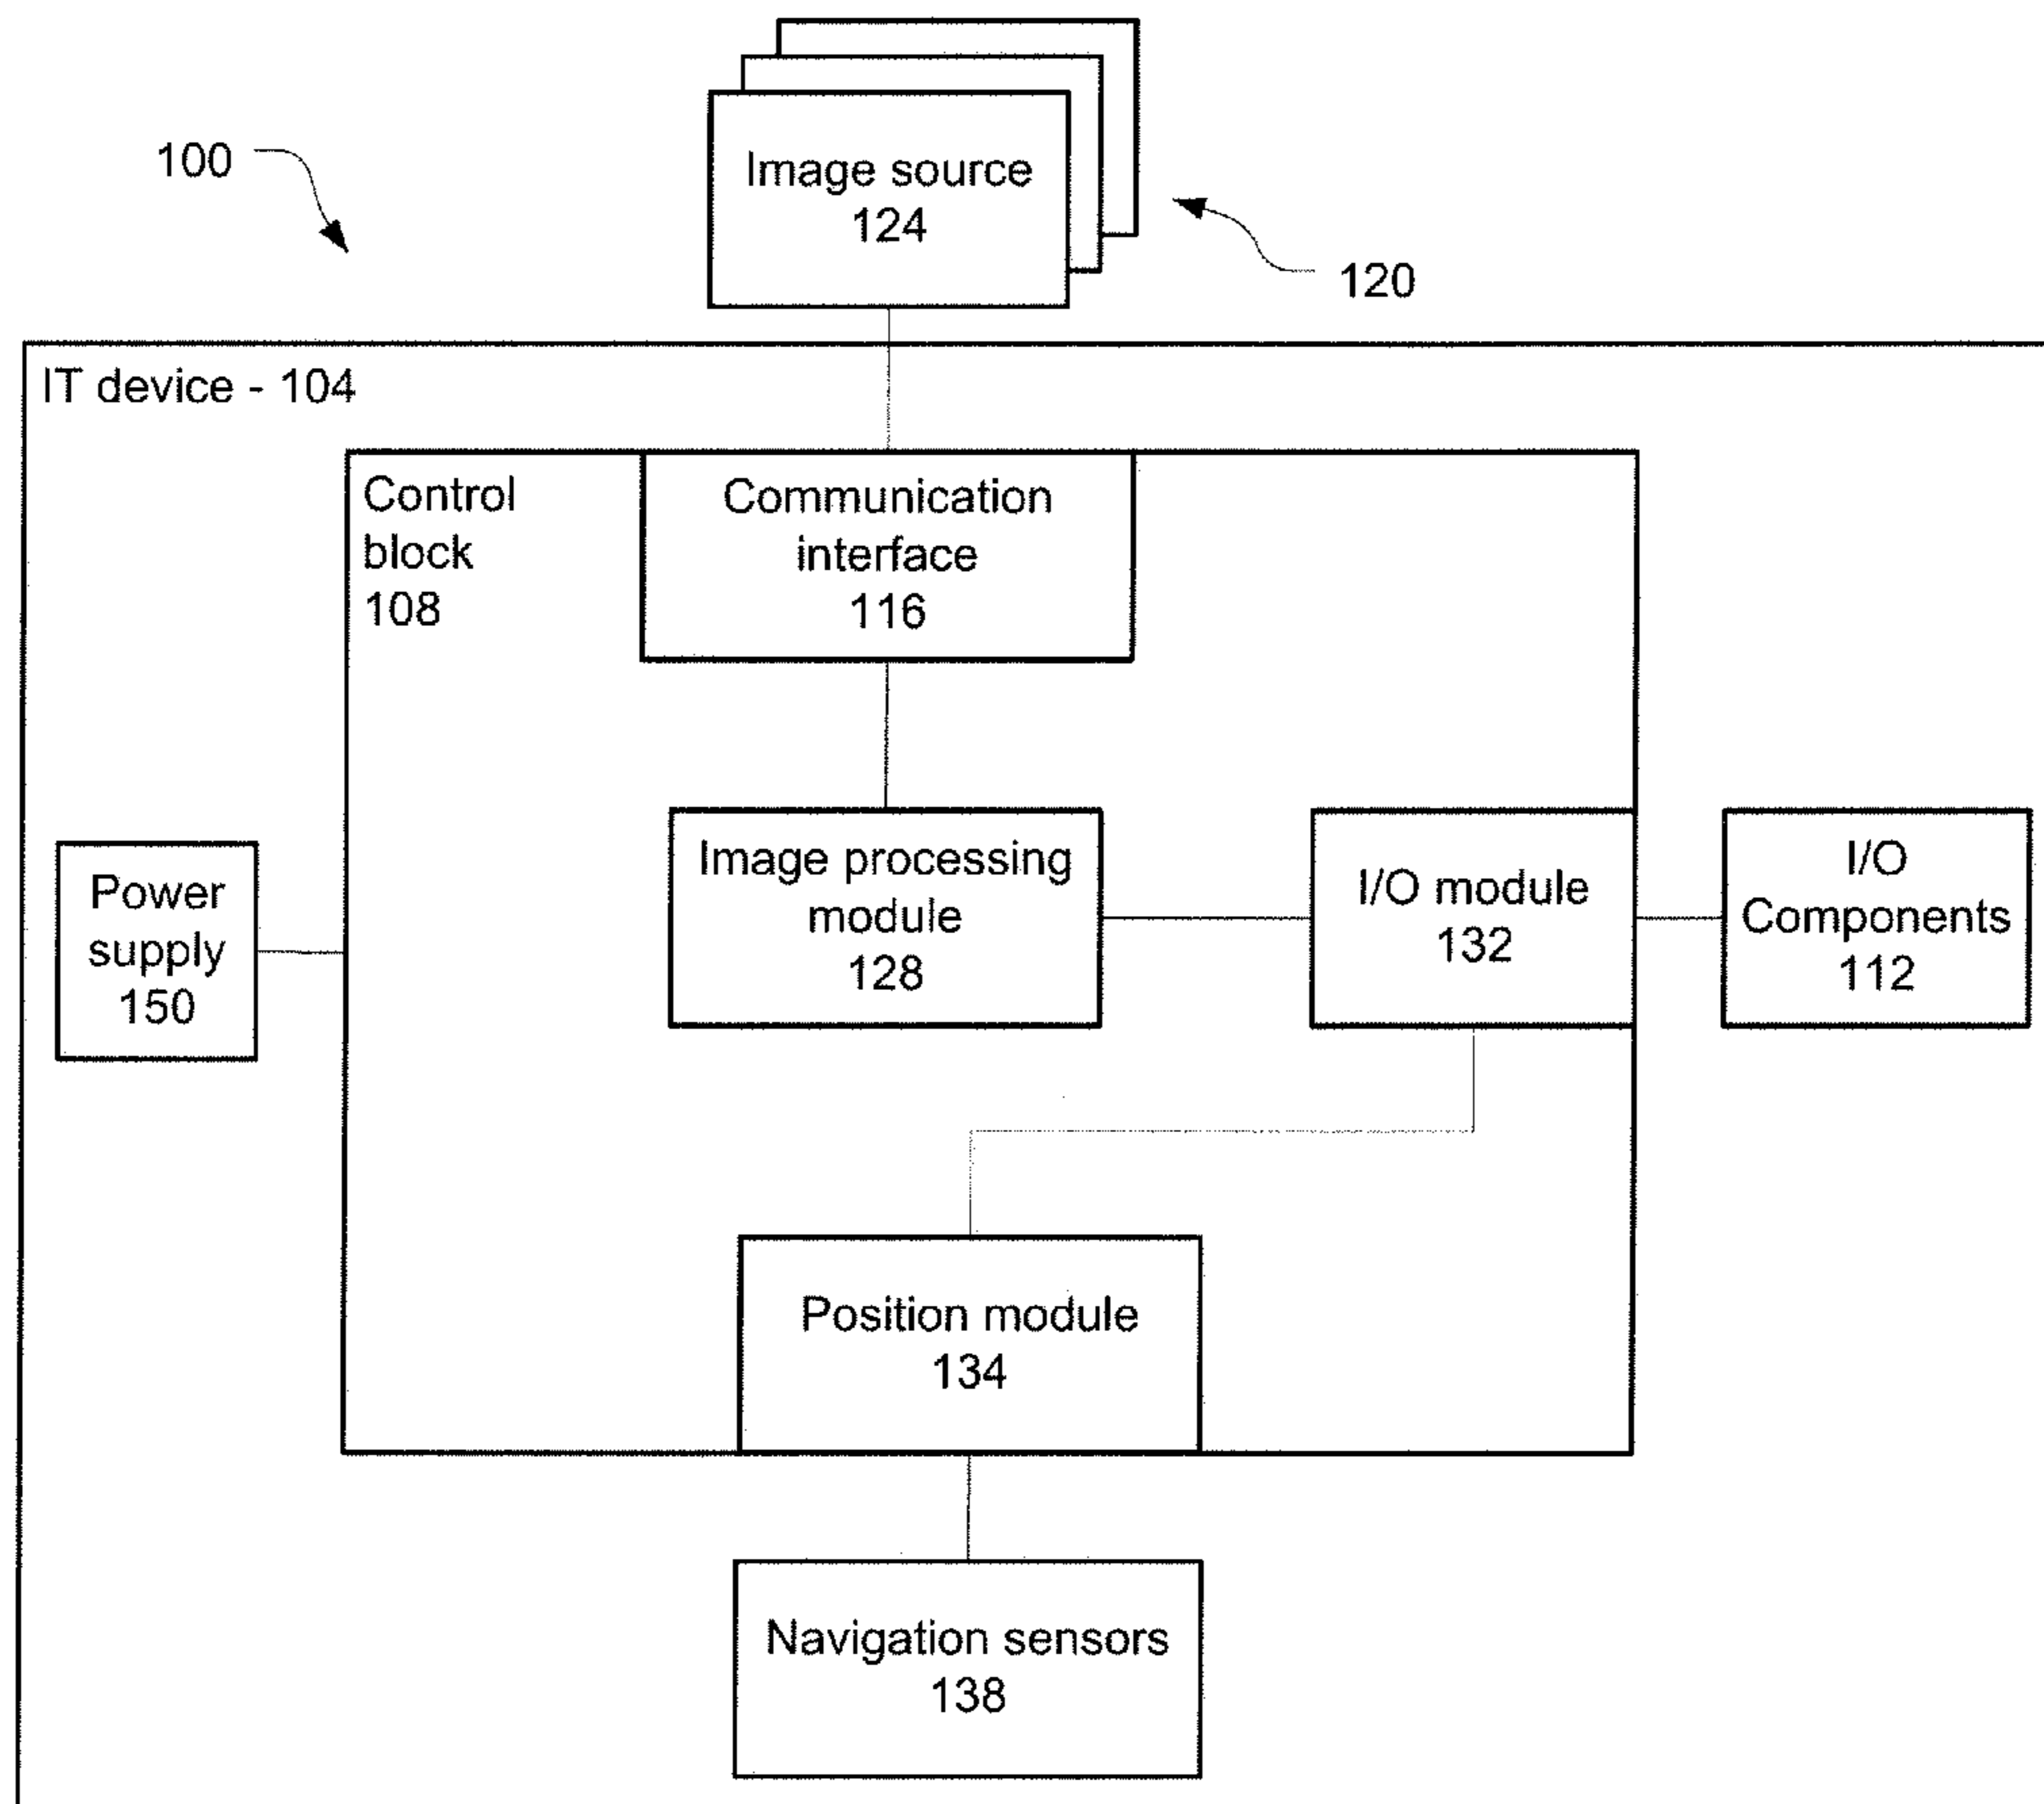 100
Image source
124
120
IT device - 104
Control
block
108
Communication
interface
116
Power
supply
150
Image processing
module
128
I/O module
132
I/O
Components
112
Position module
134
Navigation sensors
138